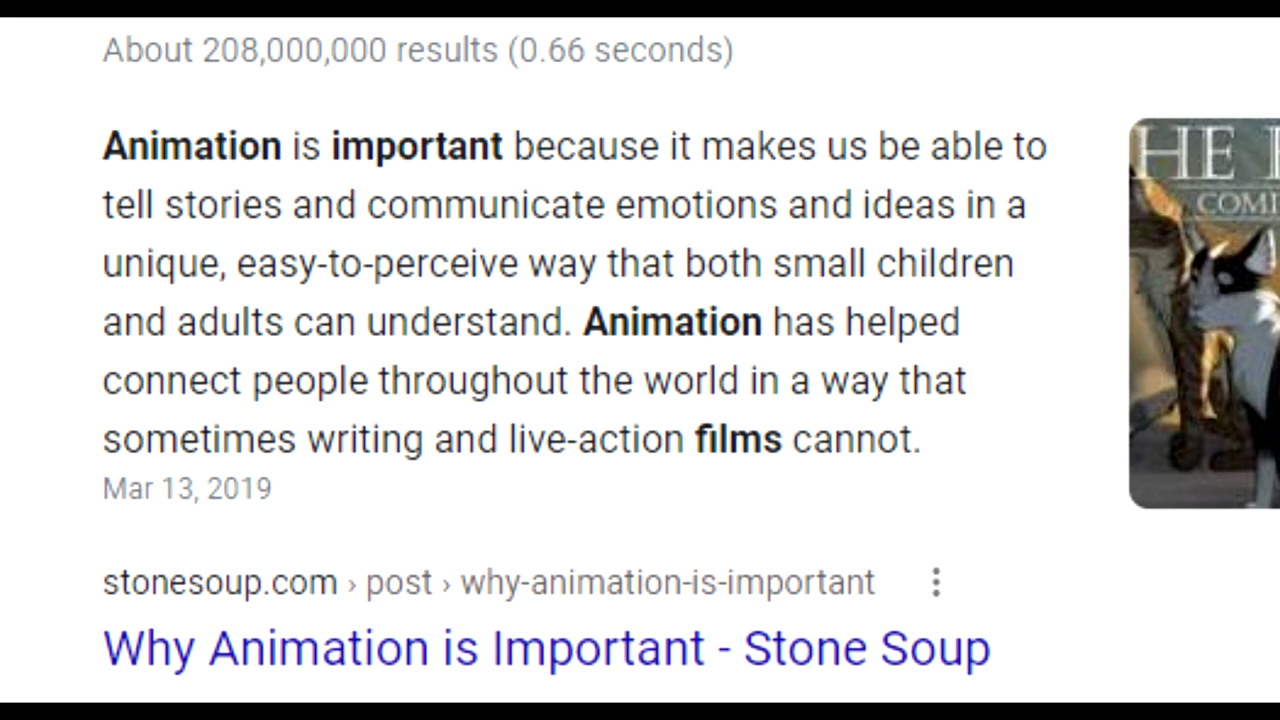 About 208,000,000 results (0.66 seconds)
Animation is important because it makes us be able to
tell stories and communicate emotions and ideas in a
unique, easy-to-perceive way that both small children
and adults can understand. Animation has helped
connect people throughout the world in a way that
sometimes writing and live-action films cannot.
Mar 13, 2019
HE
stonesoup.com › post › why-animation-is-important
Why Animation is Important - Stone Soup